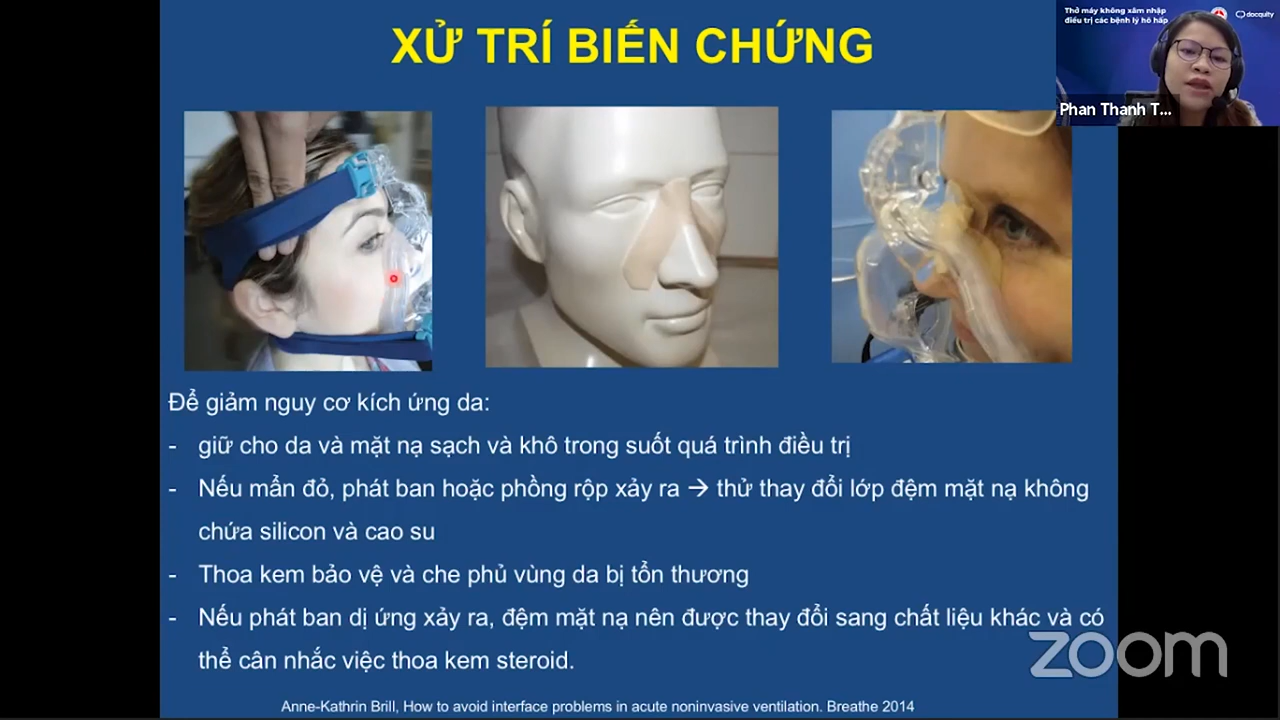 XỬ TRÍ BIẾN CHỨNG
Thở máy không xâm nhập
điều trị các bệnh lý hô hấp
docquity
Phan Thanh T...
Để giảm nguy cơ kích ứng da:
- giữ cho da và mặt nạ sạch và khô trong suốt quá trình điều trị
- Nếu mẩn đỏ, phát ban hoặc phồng rộp xảy ra → thử thay đổi lớp đệm mặt nạ không
chứa silicon và cao su
- Thoa kem bảo vệ và che phủ vùng da bị tổn thương
- Nếu phát ban dị ứng xảy ra, đệm mặt nạ nên được thay đổi sang chất liệu khác và có
thể cân nhắc việc thoa kem steroid.
zoom
Anne-Kathrin Brill, How to avoid interface problems in acute noninvasive ventilation. Breathe 2014